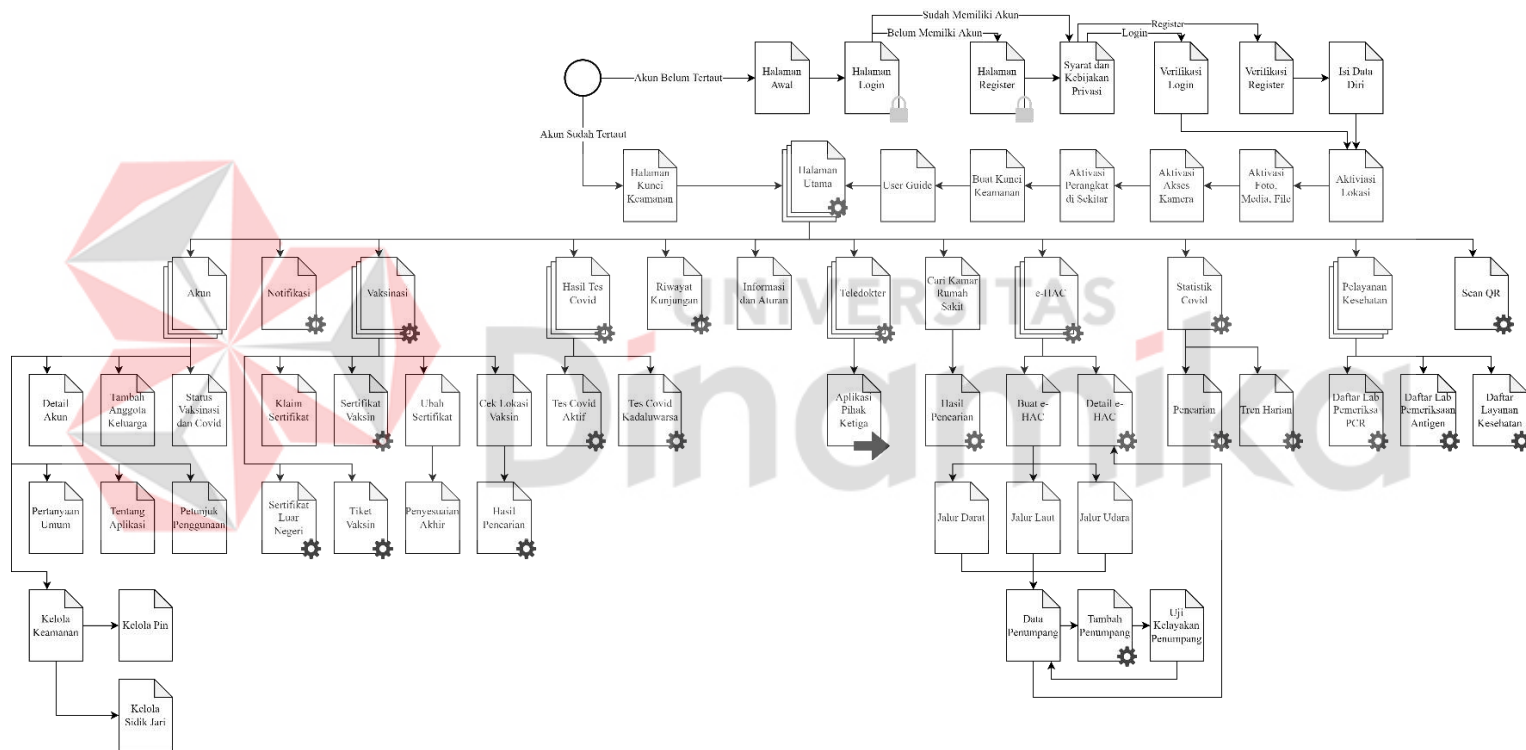 Sudah Memiliki Akun
Register
Belum Memilki Akun
Login
Akun Belum Tertaut
Halaman
Awal
Halaman
Login
Halaman
Register
Syarat dan
Kebijakan
Privasi
Verifikasi
Login
Verifikasi
Register
Isi Data
Diri
Akun Sudah Tertaut
Halaman
Kunci
Keamanan
Halaman
Utama
User Guide
Buat Kunci
Keamanan
Aktivasi
Perangkat
di Sekitar
Aktivasi
Akses
Kamera
Aktivasi
Foto,
Media, File
Aktiviasi
Lokasi
Akun
Notifikasi
Vaksinasi
Hasil Tes
Covid
Riwayat
Kunjungan
Informasi
dan Aturan
Teledokter
Cari Kamar
Rumah
Sakit
e-HAC
Statistik
Covid
Pelayanan
Kesehatan
Scan QR
UNIVERSITAS
Dinamika
Detail
Akun
Tambah
Anggota
Keluarga
Status
Vaksinasi
dan Covid
Klaim
Sertifikat
Sertifikat
Vaksin
Ubah
Sertifikat
Cek Lokasi
Vaksin
Tes Covid
Aktif
Tes Covid
Kadaluwarsa
Aplikasi
Pihak
Ketiga
Hasil
Pencarian
Buat e-
HAC
Detail e-
HAC
Pencarian
Tren Harian
Daftar Lab
Pemeriksa
PCR
Daftar Lab
Pemeriksaan
Antigen
Daftar
Layanan
Kesehatan
Pertanyaan
Umum
Tentang
Aplikasi
Petunjuk
Penggunaan
Sertifikat
Luar
Negeri
Tiket
Vaksin
Penyesuaian
Akhir
Hasil
Pencarian
Jalur Darat
Jalur Laut
Jalur Udara
Kelola
Keamanan
Kelola Pin
Data
Penumpang
Tambah
Penumpang
Uji
Kelayakan
Penumpang
Kelola
Sidik Jari